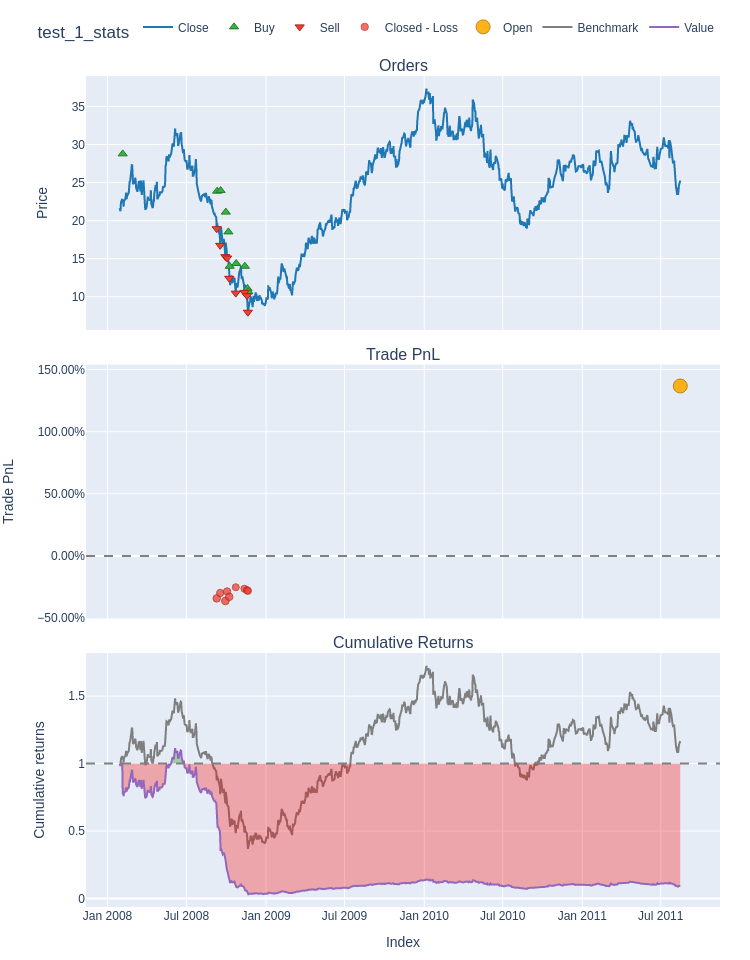 test_1_stats
Close Buy Sell Closed - Loss Open Benchmark Value
Orders
35
30
25
20
15
10
Price
Trade PnL
150.00%
100.00%
50.00%
0.00%
−50.00%
Trade PnL
Cumulative Returns
1.5
1
0.5
0
Cumulative returns
Jan 2008 Jul 2008 Jan 2009 Jul 2009 Jan 2010 Jul 2010 Jan 2011 Jul 2011
Index